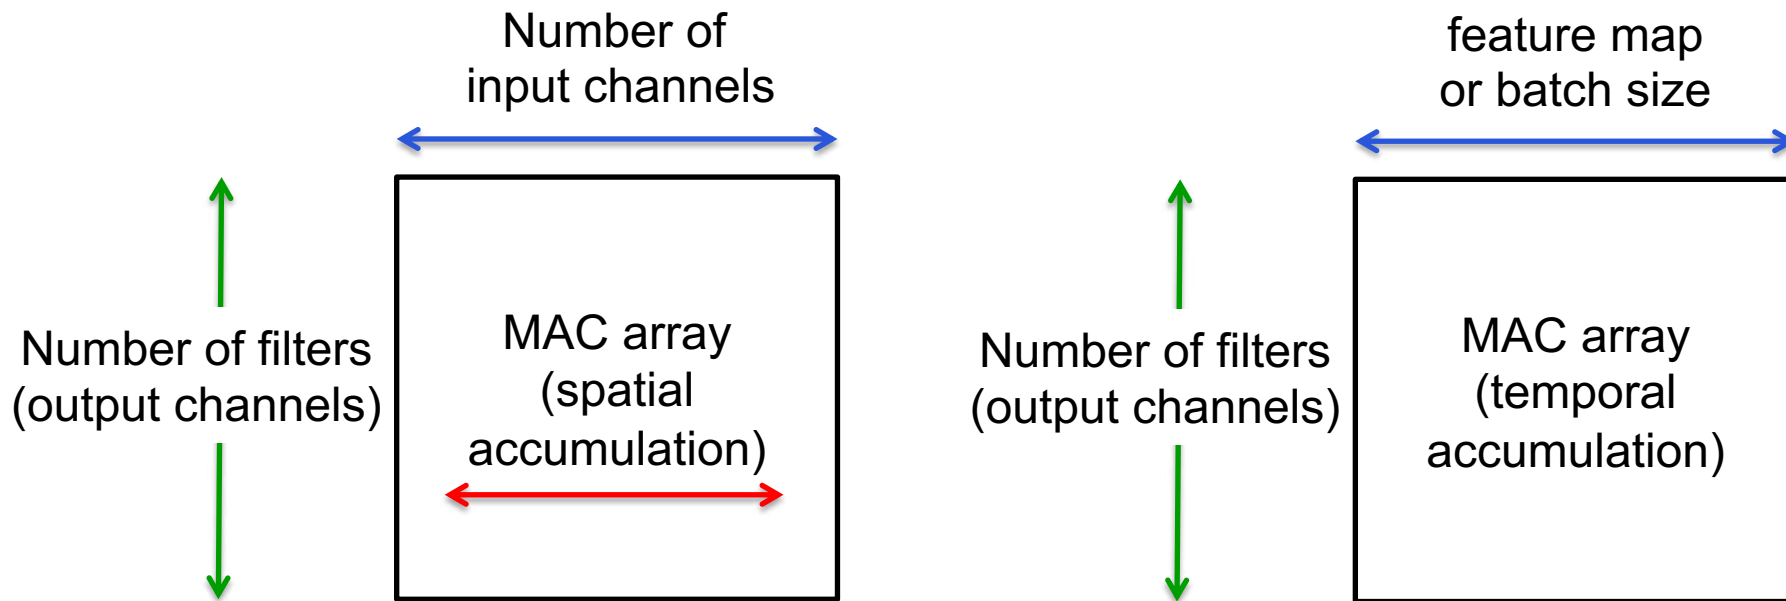 Number of
input channels
Number of filters
(output channels)
MAC array
(spatial
accumulation)
feature map
or batch size
Number of filters
(output channels)
MAC array
(temporal
accumulation)